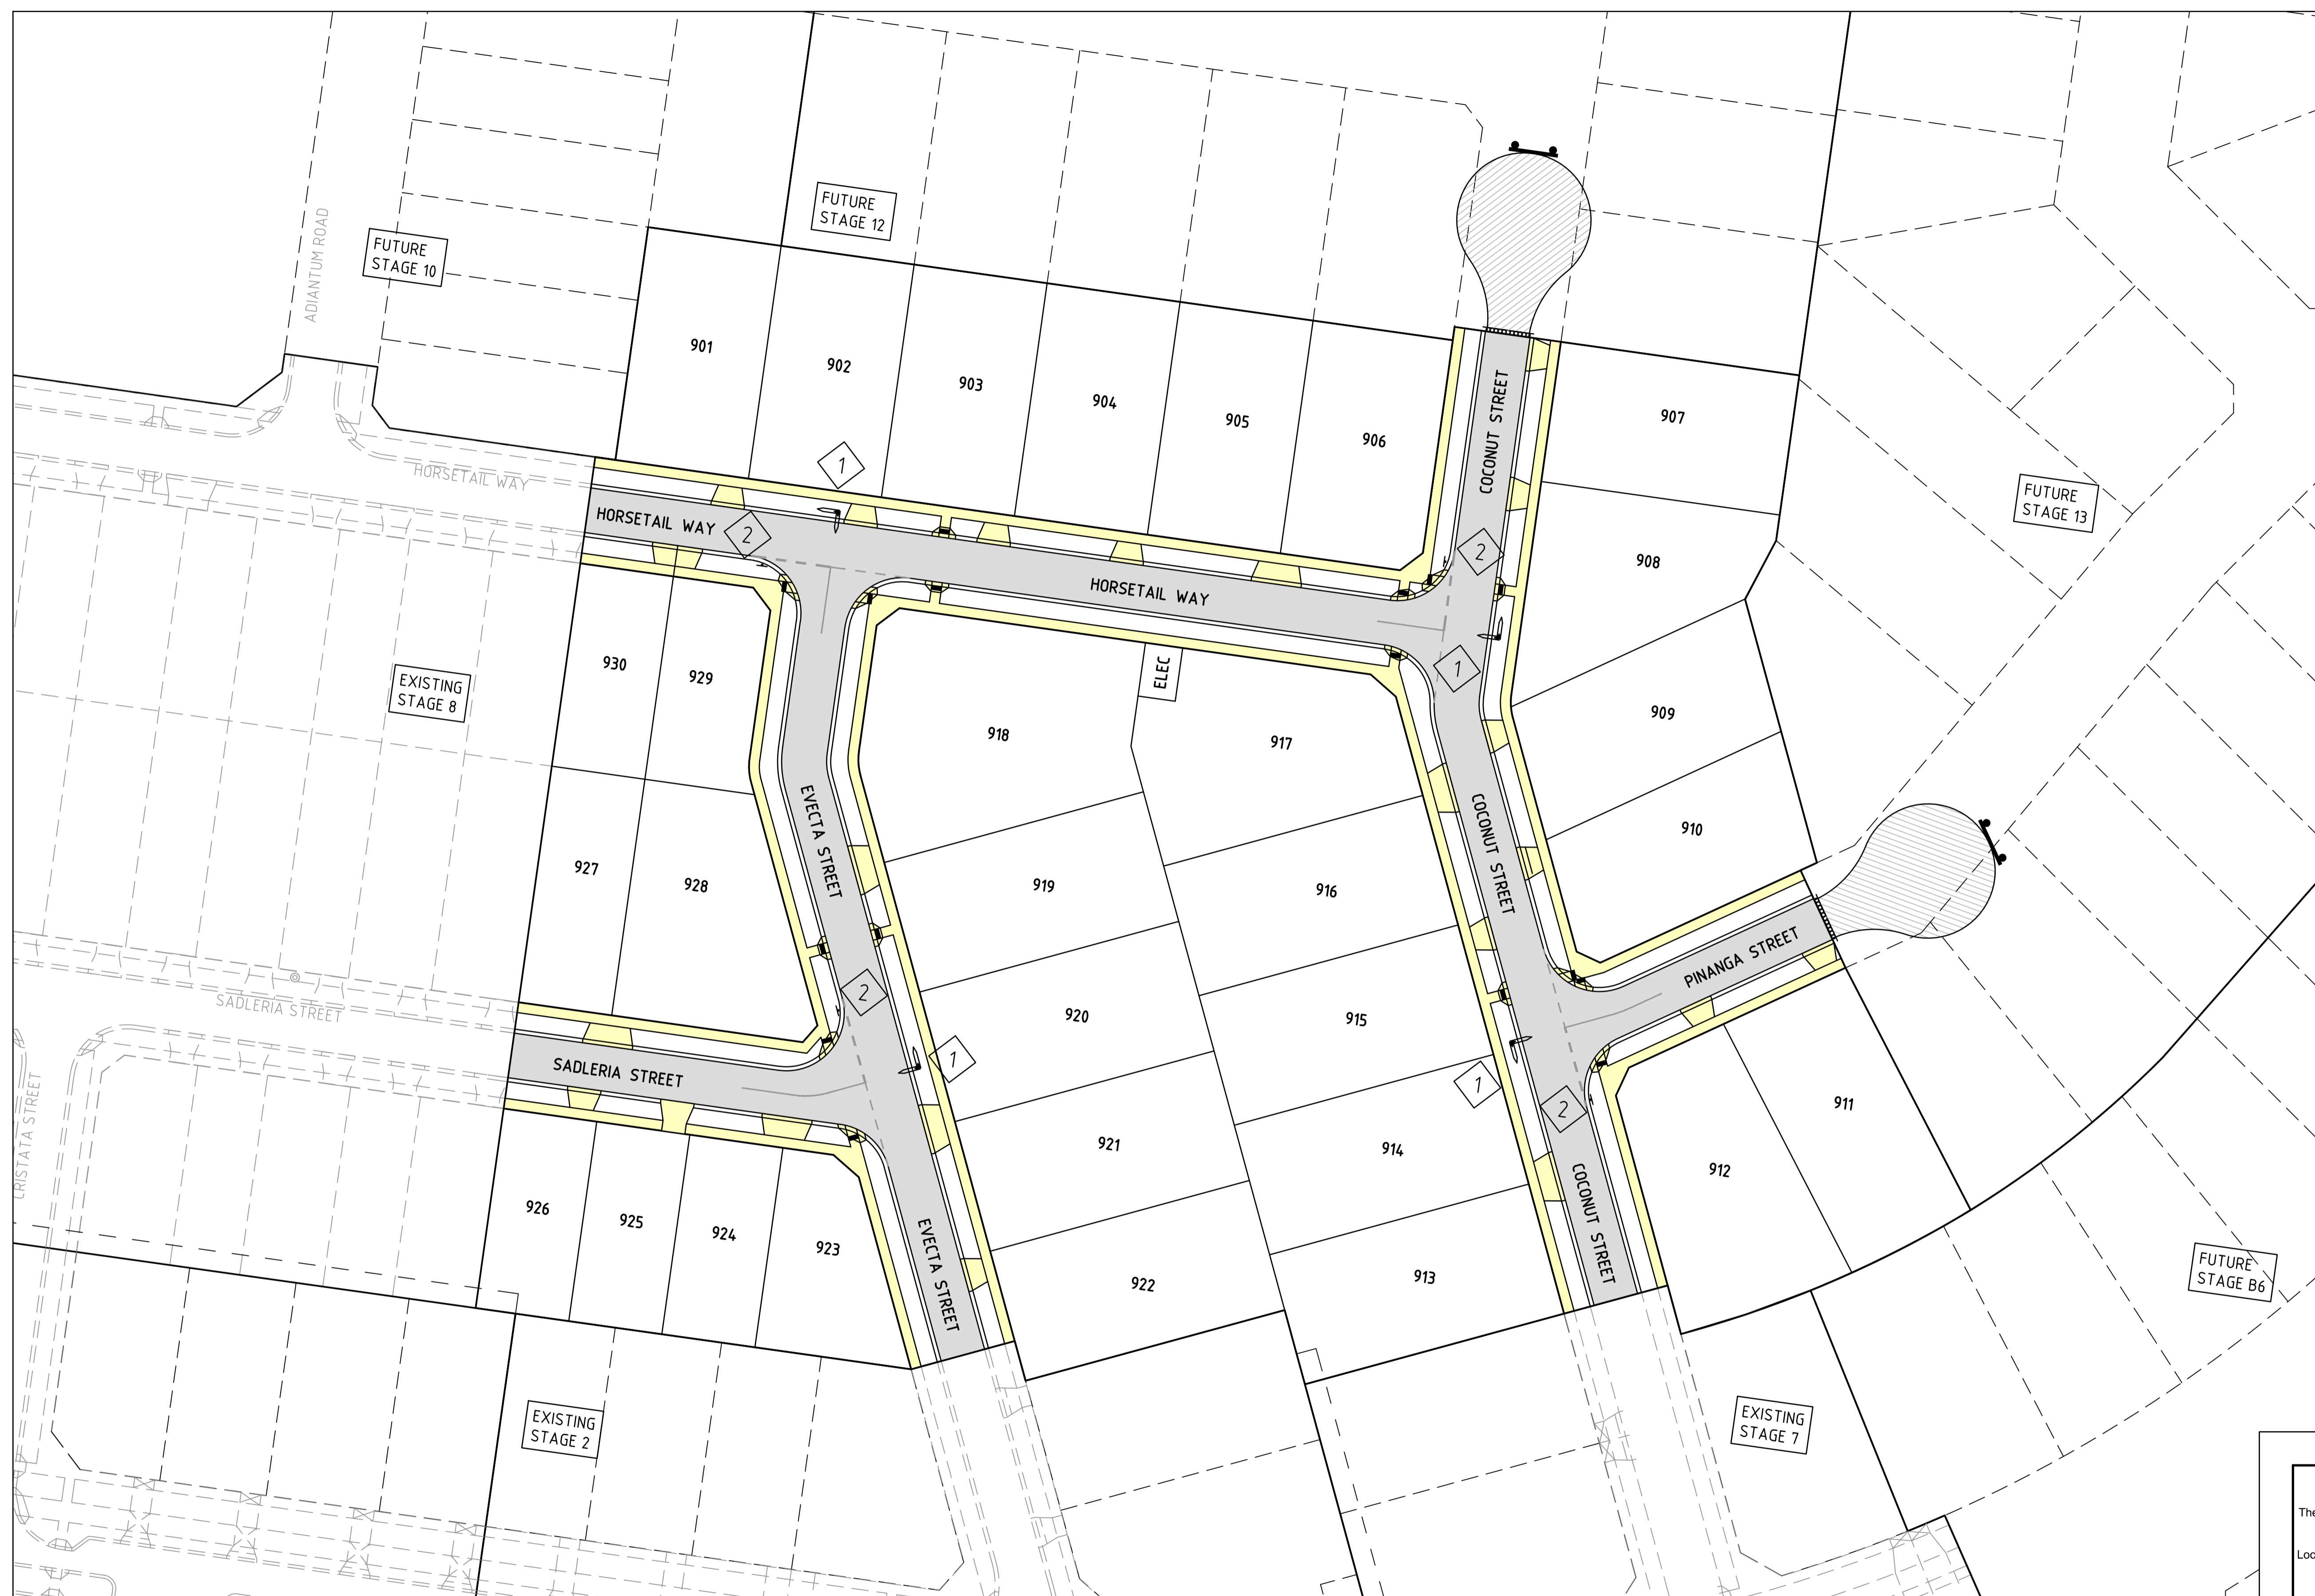 FUTURE
STAGE 12
ADIANTUM ROAD
FUTURE
STAGE 10
901
902
903
904
905
906
907
COCONUT STREET
1
HORSETAIL WAY
HORSETAIL WAY
2
FUTURE
STAGE 13
2
908
HORSETAIL WAY
930
929
EXISTING
STAGE 8
ELEC
1
918
917
909
910
EVECTA STREET
COCONUT STREET
927
928
919
916
PINANGA STREET
2
SADLERIA STREET
920
915
SADLERIA STREET
1
1
2
911
CRISTATA STREET
921
914
912
926
925
924
923
EVECTA STREET
COCONUT STREET
922
913
FUTURE
STAGE B6
EXISTING
STAGE 2
EXISTING
STAGE 7
The
Loc